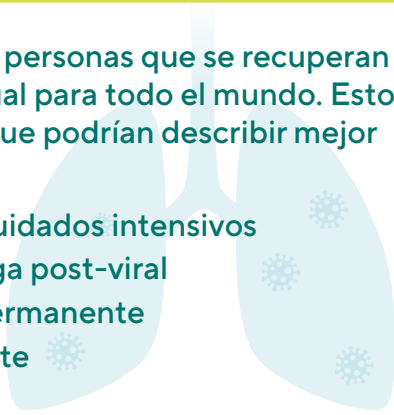 personas que se recuperan
ual para todo el mundo. Esto
ue podrían describir mejor
uidados intensivos
ga post-viral
ermanente
te